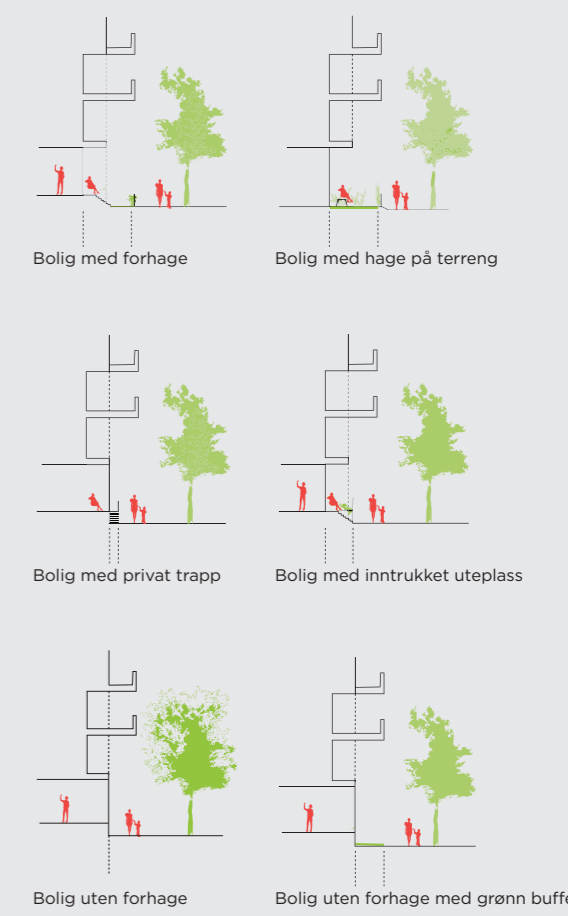 Bolig med forhage
Bolig med hage på terreng
Bolig med privat trapp
Bolig med inntrukket uteplass
Bolig uten forhage
Bolig uten forhage med grønn buffe